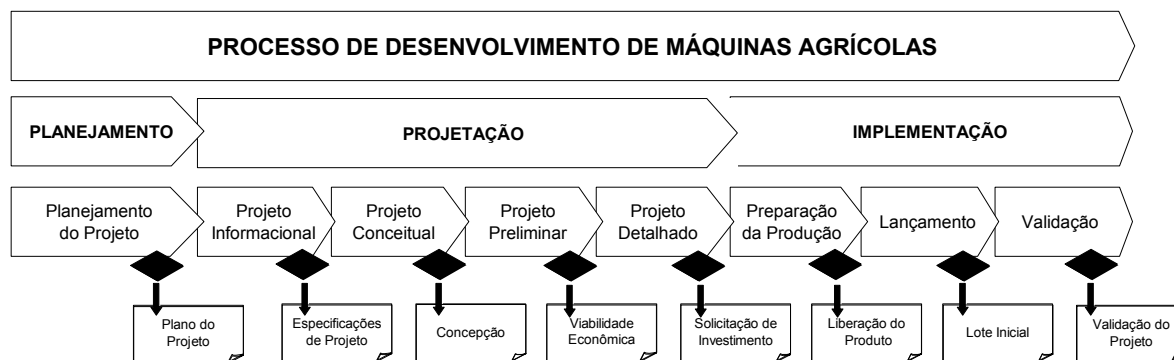 PROCESSO DE DESENVOLVIMENTO DE MÁQUINAS AGRÍCOLAS
PLANEJAMENTO
PROJETAÇÃO
IMPLEMENTAÇÃO
Planejamento
do Projeto
Projeto
Informacional
Projeto
Conceitual
Projeto
Preliminar
Projeto
Detalhado
Preparação
da Produção
Lançamento
Validação
Plano do
Projeto
Especificações
de Projeto
Concepção
Viabilidade
Econômica
Solicitação de
Investimento
Liberação do
Produto
Lote Inicial
Validação do
Projeto